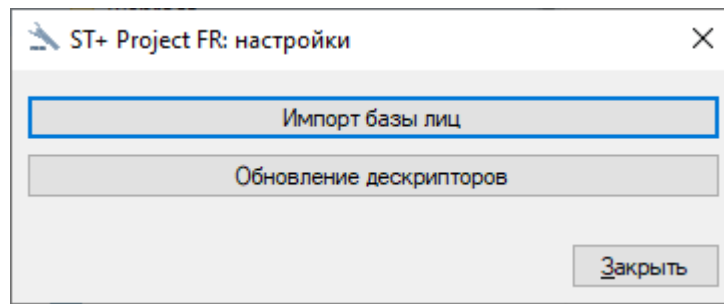 ST+ Project FR: настройки
Импорт базы лиц
Обновление дескрипторов
Закрыть